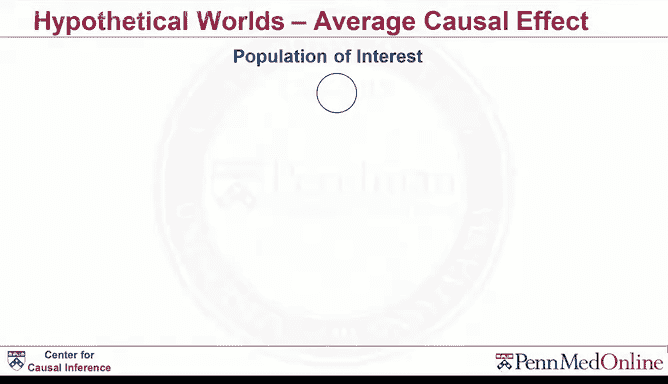 Hypothetical Worlds – Average Causal Effect
Population of Interest
Center for
Causal Inference
PennMedOnline